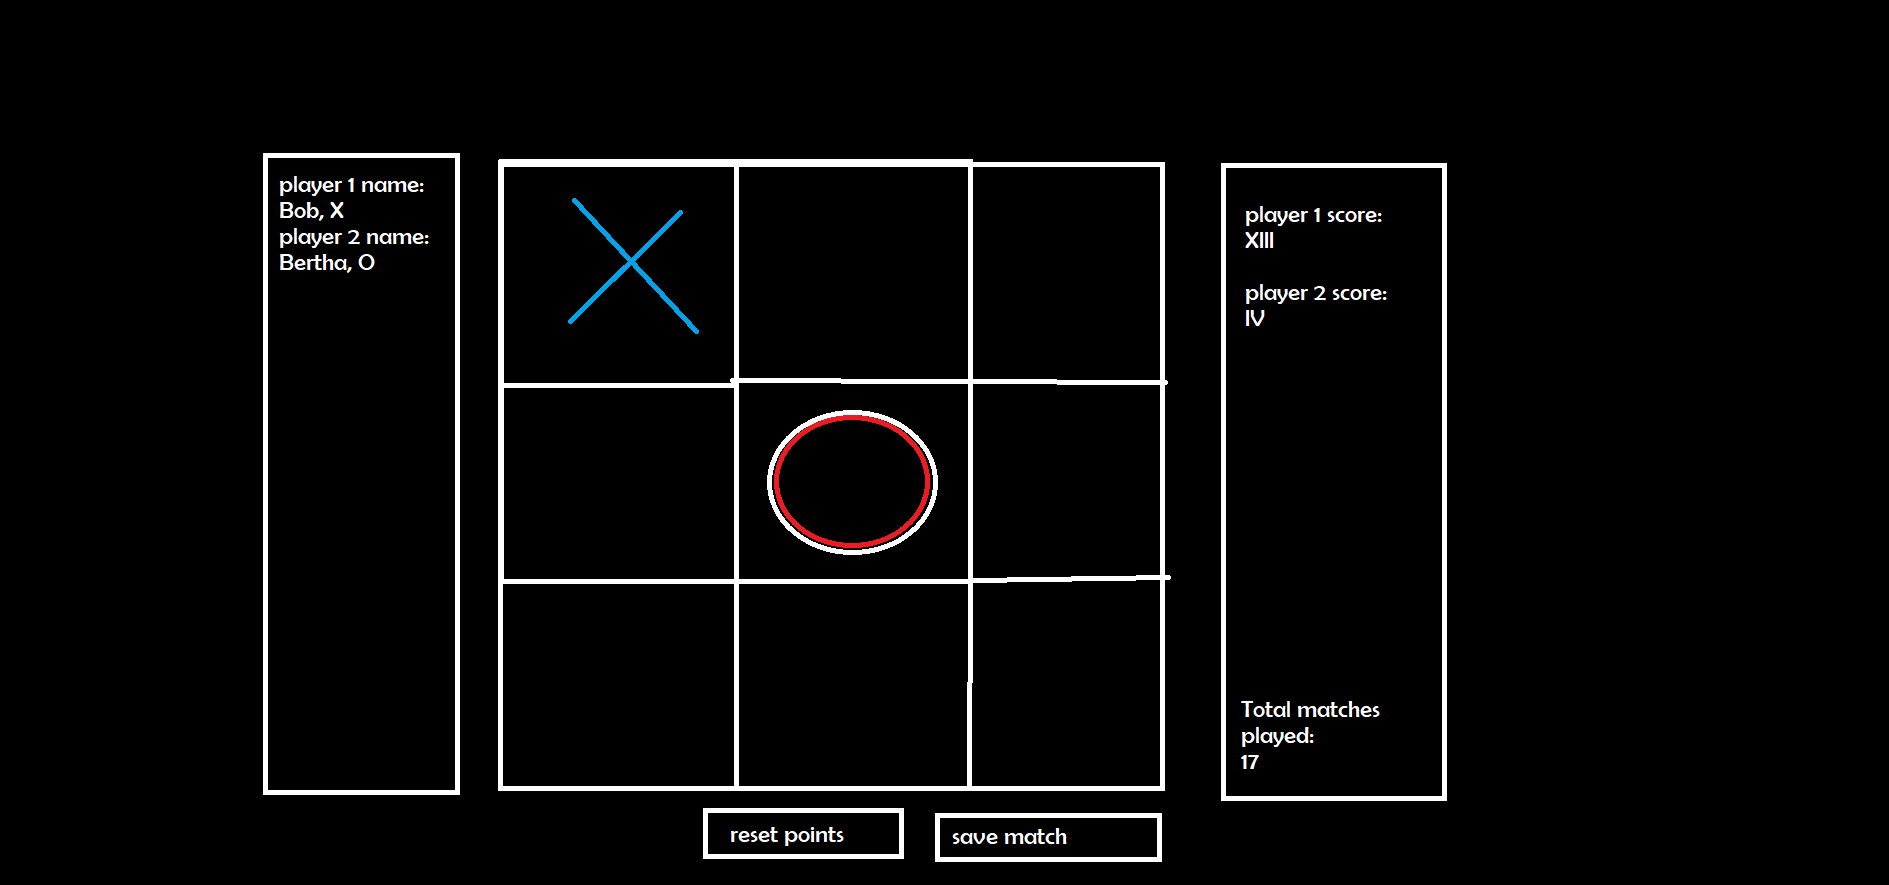 player 1 name:
Bob, X
player 2 name:
Bertha, O
player 1 score:
XIII
player 2 score:
IV
Total matches
played:
17
reset points
save match